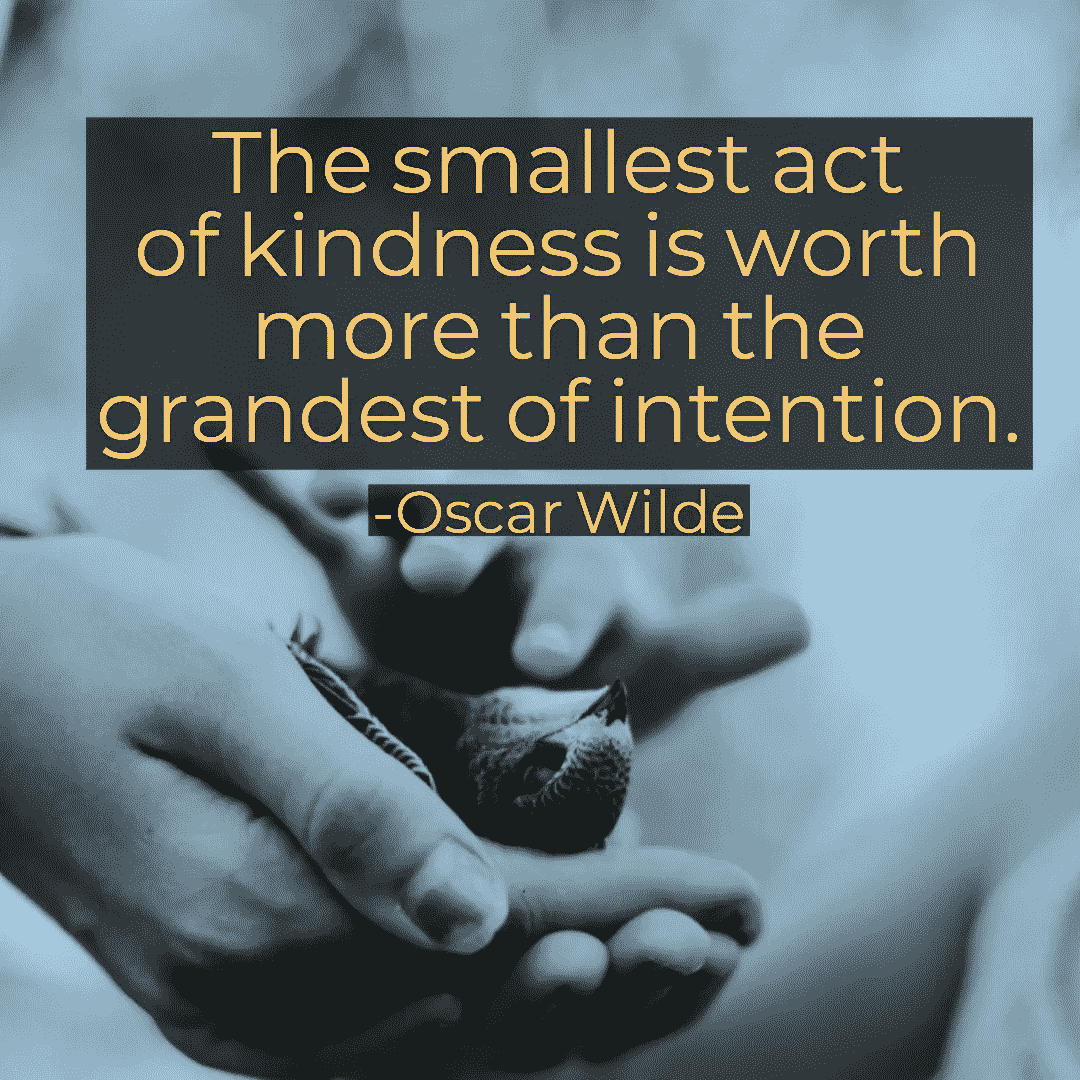 The smallest act
of kindness is worth
more than the
grandest of intention.
-Oscar Wilde